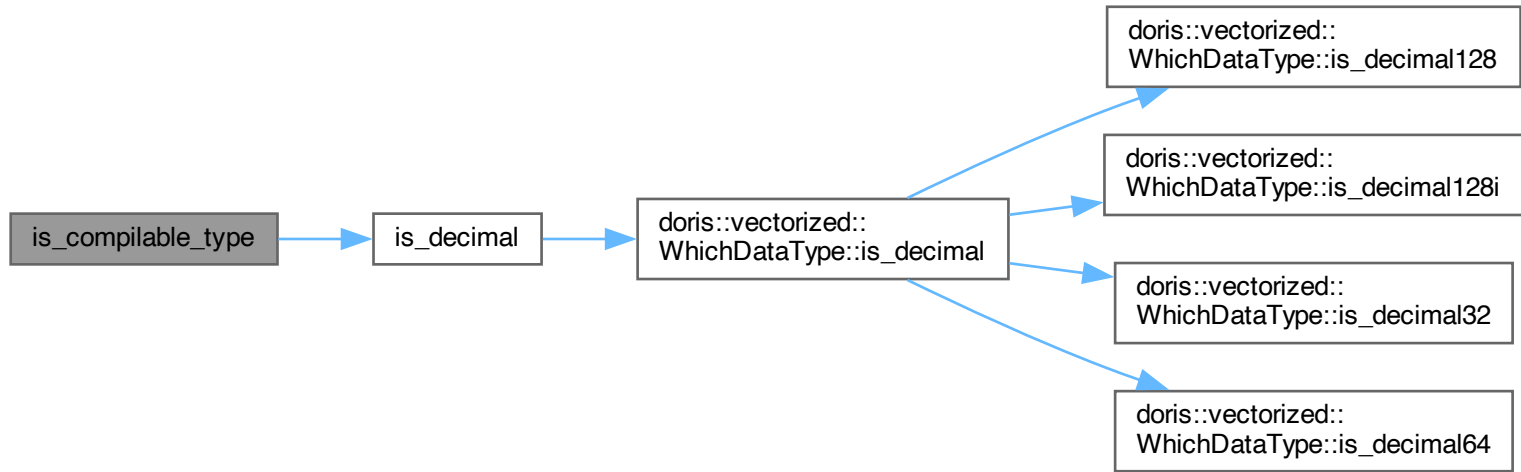 is_compilable_type
is_decimal
doris::vectorized::
WhichDataType::is_decimal
doris::vectorized::
WhichDataType::is_decimal128
doris::vectorized::
WhichDataType::is_decimal128i
doris::vectorized::
WhichDataType::is_decimal32
doris::vectorized::
WhichDataType::is_decimal64